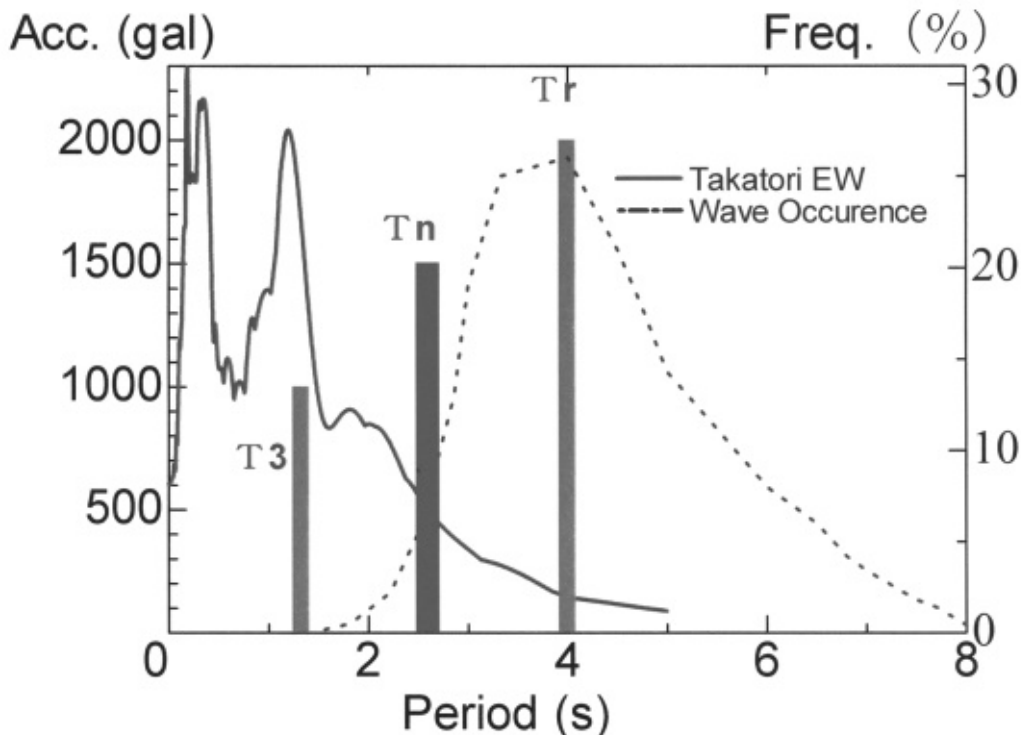 Acc. (gal) Freq. (%)
30
Tr
2000
Takatori EW
Wave Occurence
Tn
1500
20
1000
T3
10
500
0
0 2 4 6 8
Period (s)